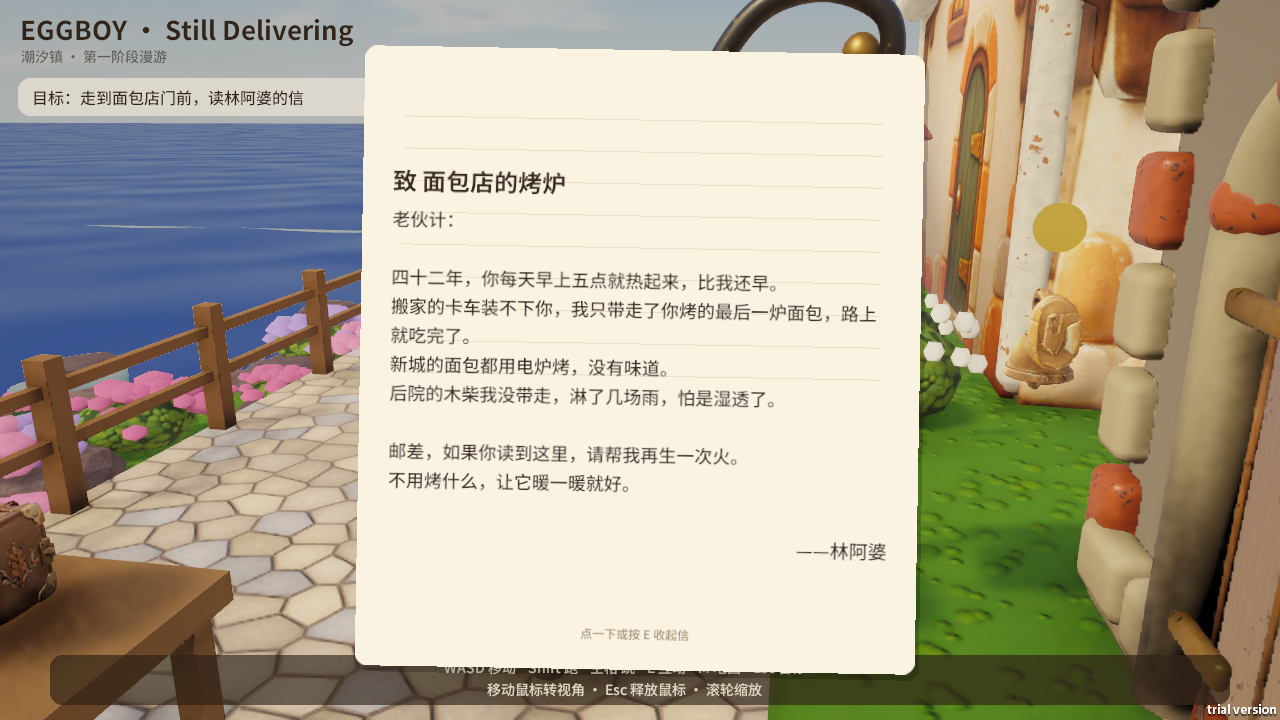 EGGBOY · Still Delivering
潮汐镇 · 第一阶段漫游
目标：走到面包店门前，读林阿婆的信
致 面包店的烤炉
老伙计：
四十二年，你每天早上五点就热起来，比我还早。
搬家的卡车装不下你，我只带走了你烤的最后一炉面包，路上
就吃完了。
新城的面包都用电炉烤，没有味道。
后院的木柴我没带走，淋了几场雨，怕是湿透了。
邮差，如果你读到这里，请帮我再生一次火。
不用烤什么，让它暖一暖就好。
——林阿婆
点一下或按 E 收起信
WASD 移动
移动鼠标转视角 · Esc 释放鼠标 · 滚轮缩放
trial version